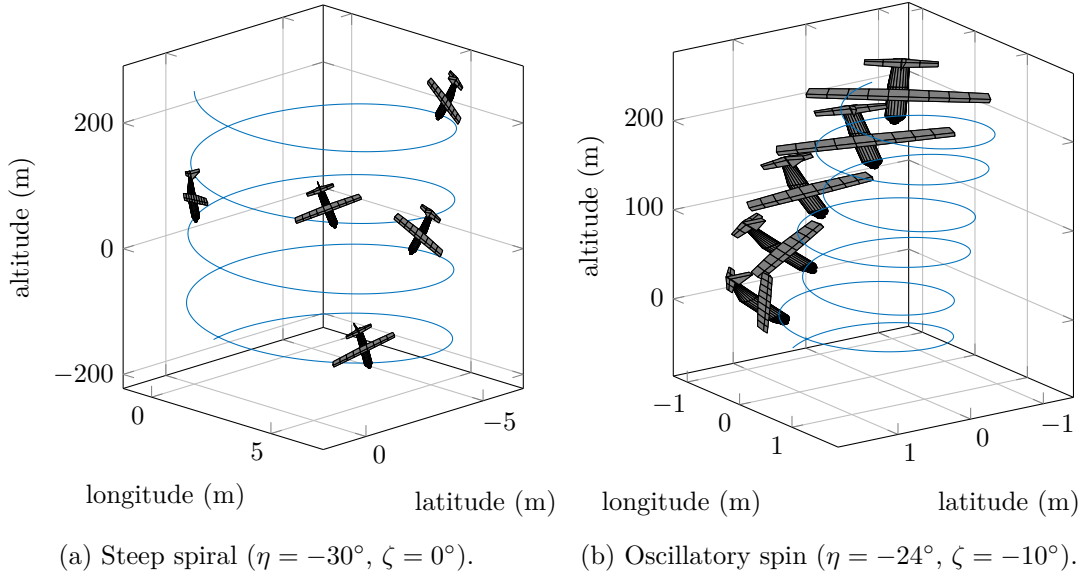 200
0
−200
altitude (m)
0
5
0
−5
longitude (m)
latitude (m)
(a) Steep spiral (η = −30°, ζ = 0°).
200
100
0
altitude (m)
−1
0
1
1
0
−1
longitude (m)
latitude (m)
(b) Oscillatory spin (η = −24°, ζ = −10°).